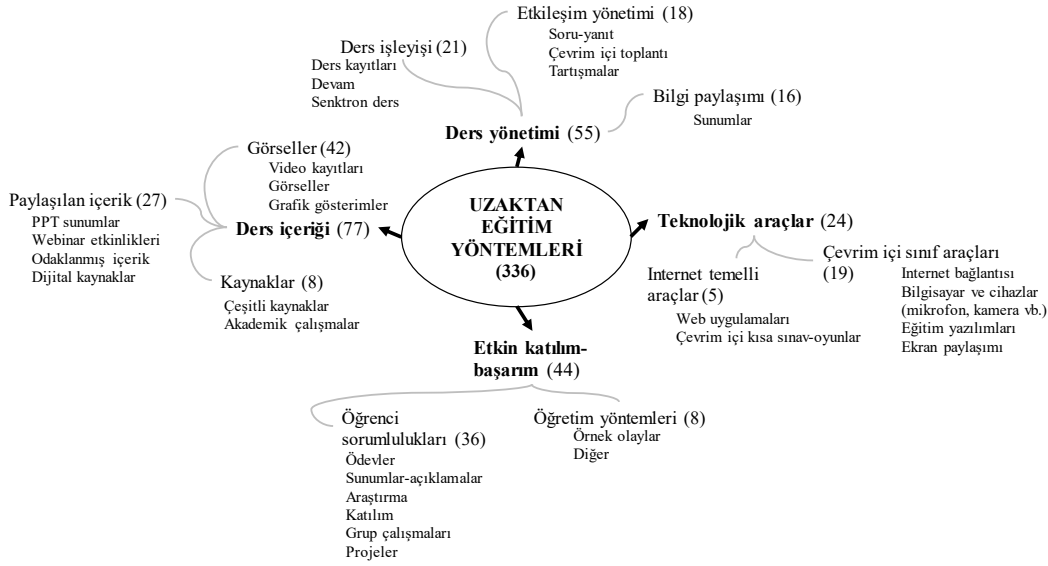 Etkileşim yönetimi (18)
Soru-yanıt
Çevrim içi toplantı
Tartışmalar
Ders işleyişi (21)
Ders kayıtları
Devam
Senktron ders
Bilgi paylaşımı (16)
Sunumlar
Ders yönetimi (55)
Görseller (42)
Video kayıtları
Görseller
Grafik gösterimler
Paylaşılan içerik (27)
PPT sunumlar
Webinar etkinlikleri
Odaklanmış içerik
Dijital kaynaklar
Ders içeriği (77)
Kaynaklar (8)
Çeşitli kaynaklar
Akademik çalışmalar
UZAKTAN
EĞİTİM
YÖNTEMLERİ
(336)
Teknolojik araçlar (24)
Internet temelli
araçlar (5)
Web uygulamaları
Çevrim içi kısa sınav-oyunlar
Çevrim içi sınıf araçları
(19)
Internet bağlantısı
Bilgisayar ve cihazlar
(mikrofon, kamera vb.)
Eğitim yazılımları
Ekran paylaşımı
Etkin katılım-
başarım (44)
Öğrenci
sorumlulukları (36)
Ödevler
Sunumlar-açıklamalar
Araştırma
Katılım
Grup çalışmaları
Projeler
Öğretim yöntemleri (8)
Örnek olaylar
Diğer